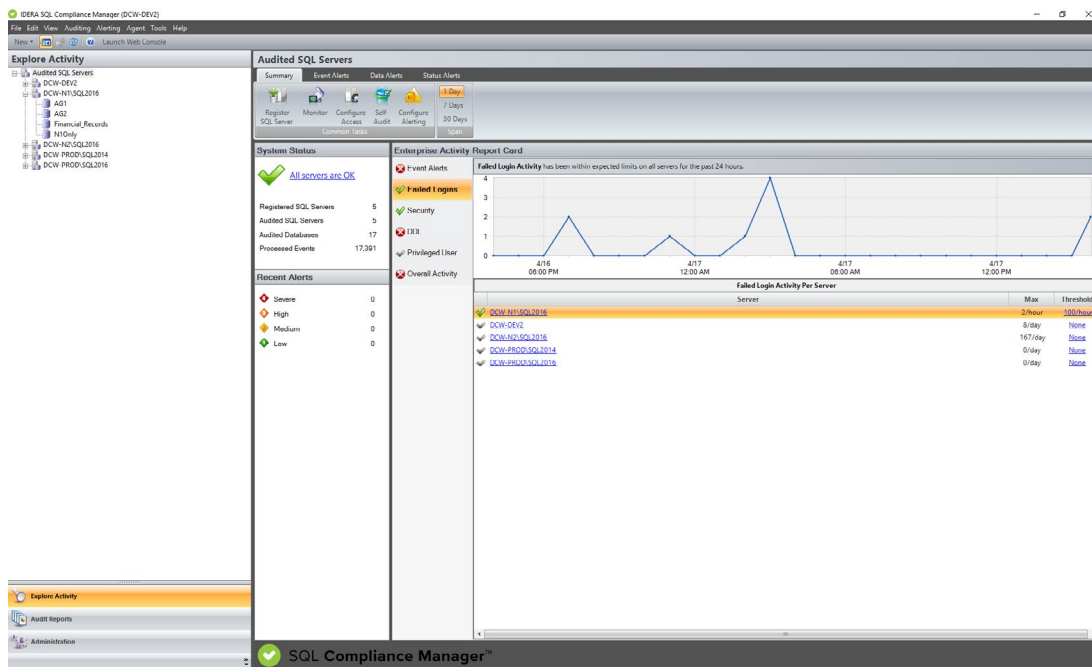 IDERA SQL Compliance Manager (DCW-DEV2)
File Edit View Auditing Alerting Agent Tools Help
New Launch Web Console
Explore Activity
Audited SQL Servers
DCW-DEV2
DCW-N1\SQL2016
AG1
AG2
Financial_Records
N1Only
DCW-N2\SQL2016
DCW-PROD\SQL2014
DCW-PROD\SQL2016
Explore Activity
Audit Reports
Administration
Audited SQL Servers
Summary Event Alerts Data Alerts Status Alerts
Register SQL Server
Monitor
Configure Access
Self Audit
Configure Alerting
1 Day
7 Days
30 Days
Common Tasks
Span
System Status
All servers are OK
Registered SQL Servers 5
Audited SQL Servers 5
Audited Databases 17
Processed Events 17,391
Recent Alerts
Severe 0
High 0
Medium 0
Low 0
Enterprise Activity Report Card
Event Alerts
Failed Logins
Security
DDL
Privileged User
Overall Activity
Failed Login Activity has been within expected limits on all servers for the past 24 hours.
4
3
2
1
0
4/16 06:00 PM
4/17 12:00 AM
4/17 06:00 AM
4/17 12:00 PM
Failed Login Activity Per Server
Server Max Threshold
DCW-N1\SQL2016 2/hour 100/hour
DCW-DEV2 8/day None
DCW-N2\SQL2016 167/day None
DCW-PROD\SQL2014 0/day None
DCW-PROD\SQL2016 0/day None
SQL Compliance Manager™